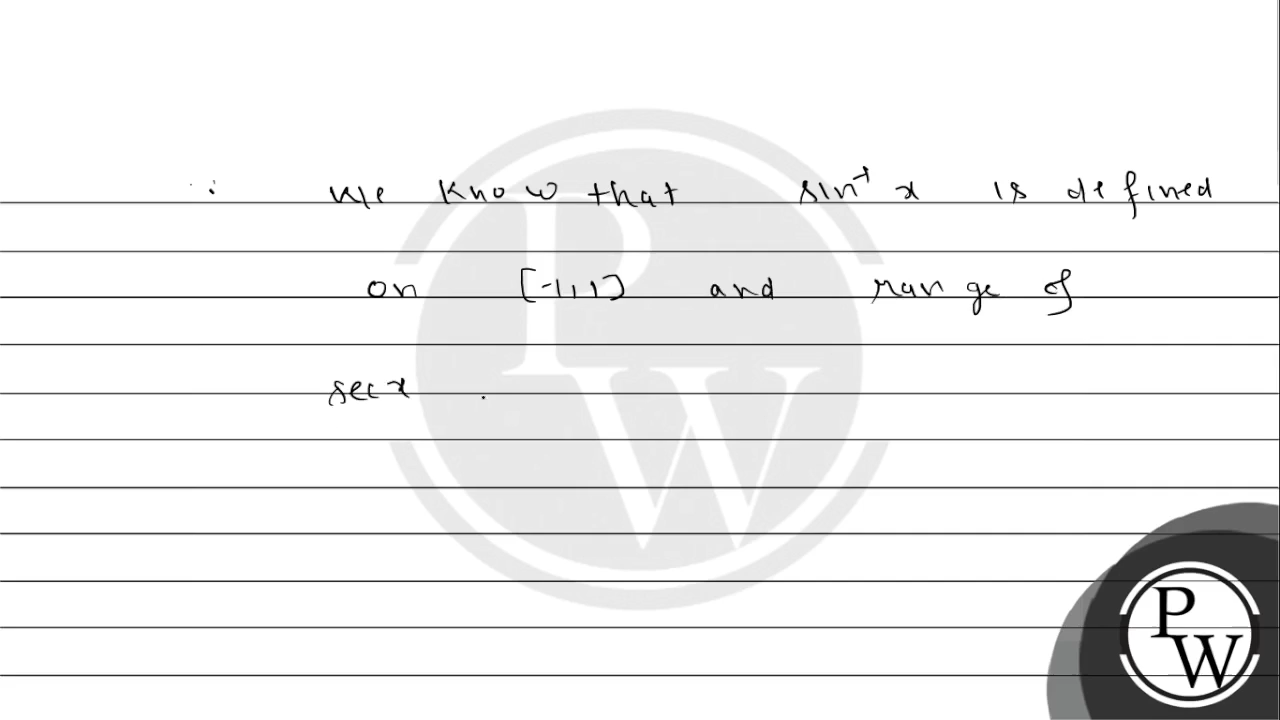 ∴ We know that sin⁻¹ x is defined
on [-1, 1] and range of
sec x .
P
W
P
W